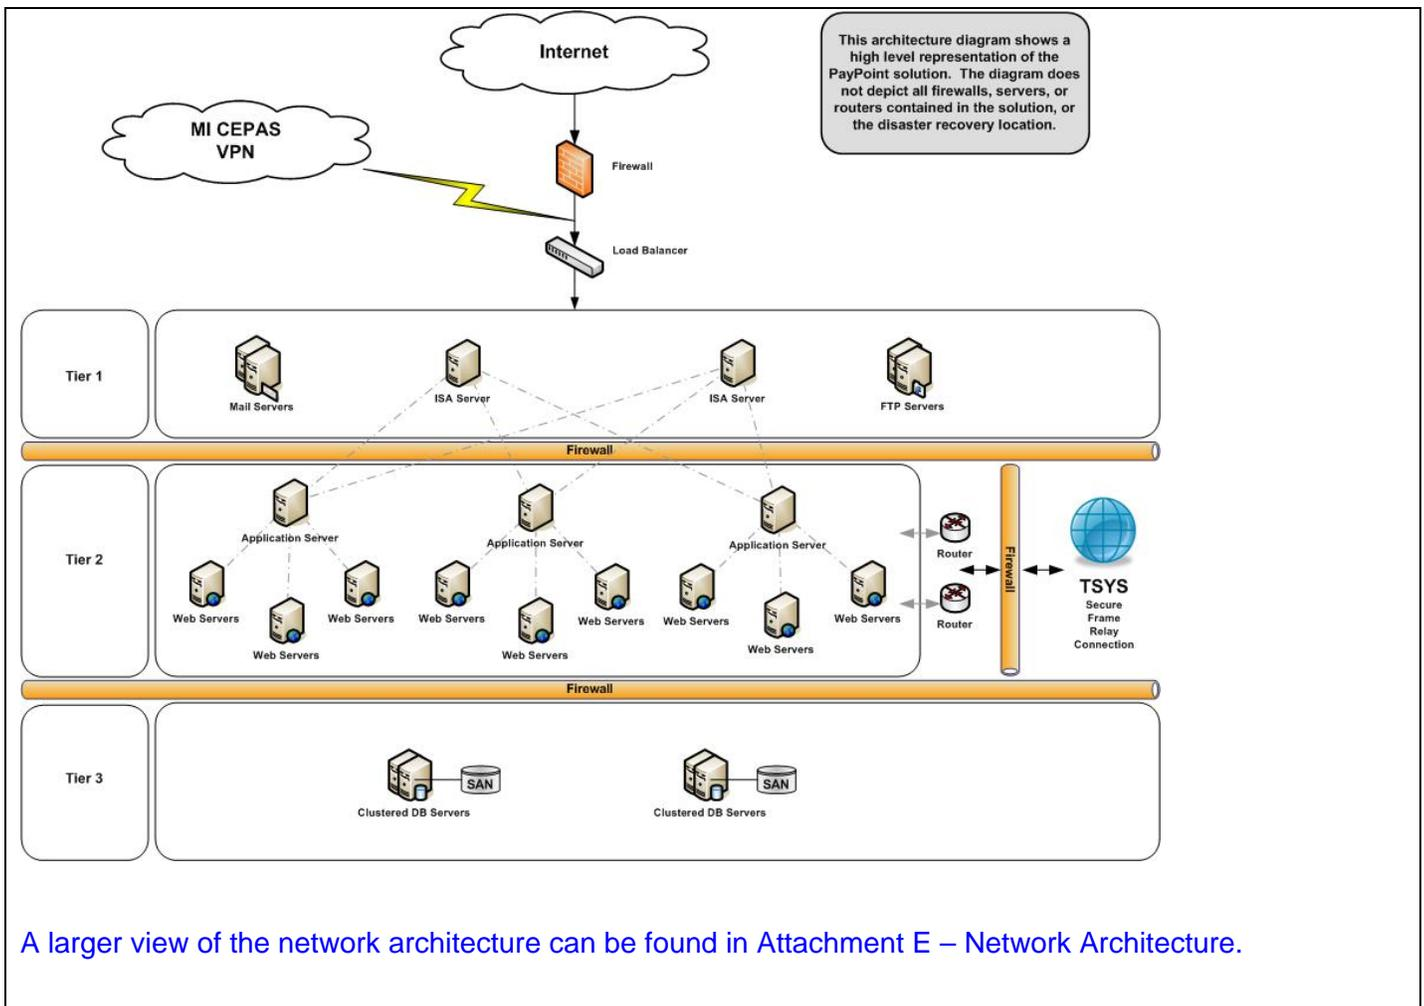 Internet
This architecture diagram shows a
high level representation of the
PayPoint solution. The diagram does
not depict all firewalls, servers, or
routers contained in the solution, or
the disaster recovery location.
MI CEPAS
VPN
Firewall
Load Balancer
Tier 1
Mail Servers
ISA Server
ISA Server
FTP Servers
Firewall
Tier 2
Application Server
Application Server
Application Server
Web Servers
Web Servers
Web Servers
Web Servers
Web Servers
Web Servers
Web Servers
Web Servers
Web Servers
Router
Router
Firewall
TSYS
Secure
Frame
Relay
Connection
Firewall
Tier 3
SAN
Clustered DB Servers
SAN
Clustered DB Servers
A larger view of the network architecture can be found in Attachment E – Network Architecture.